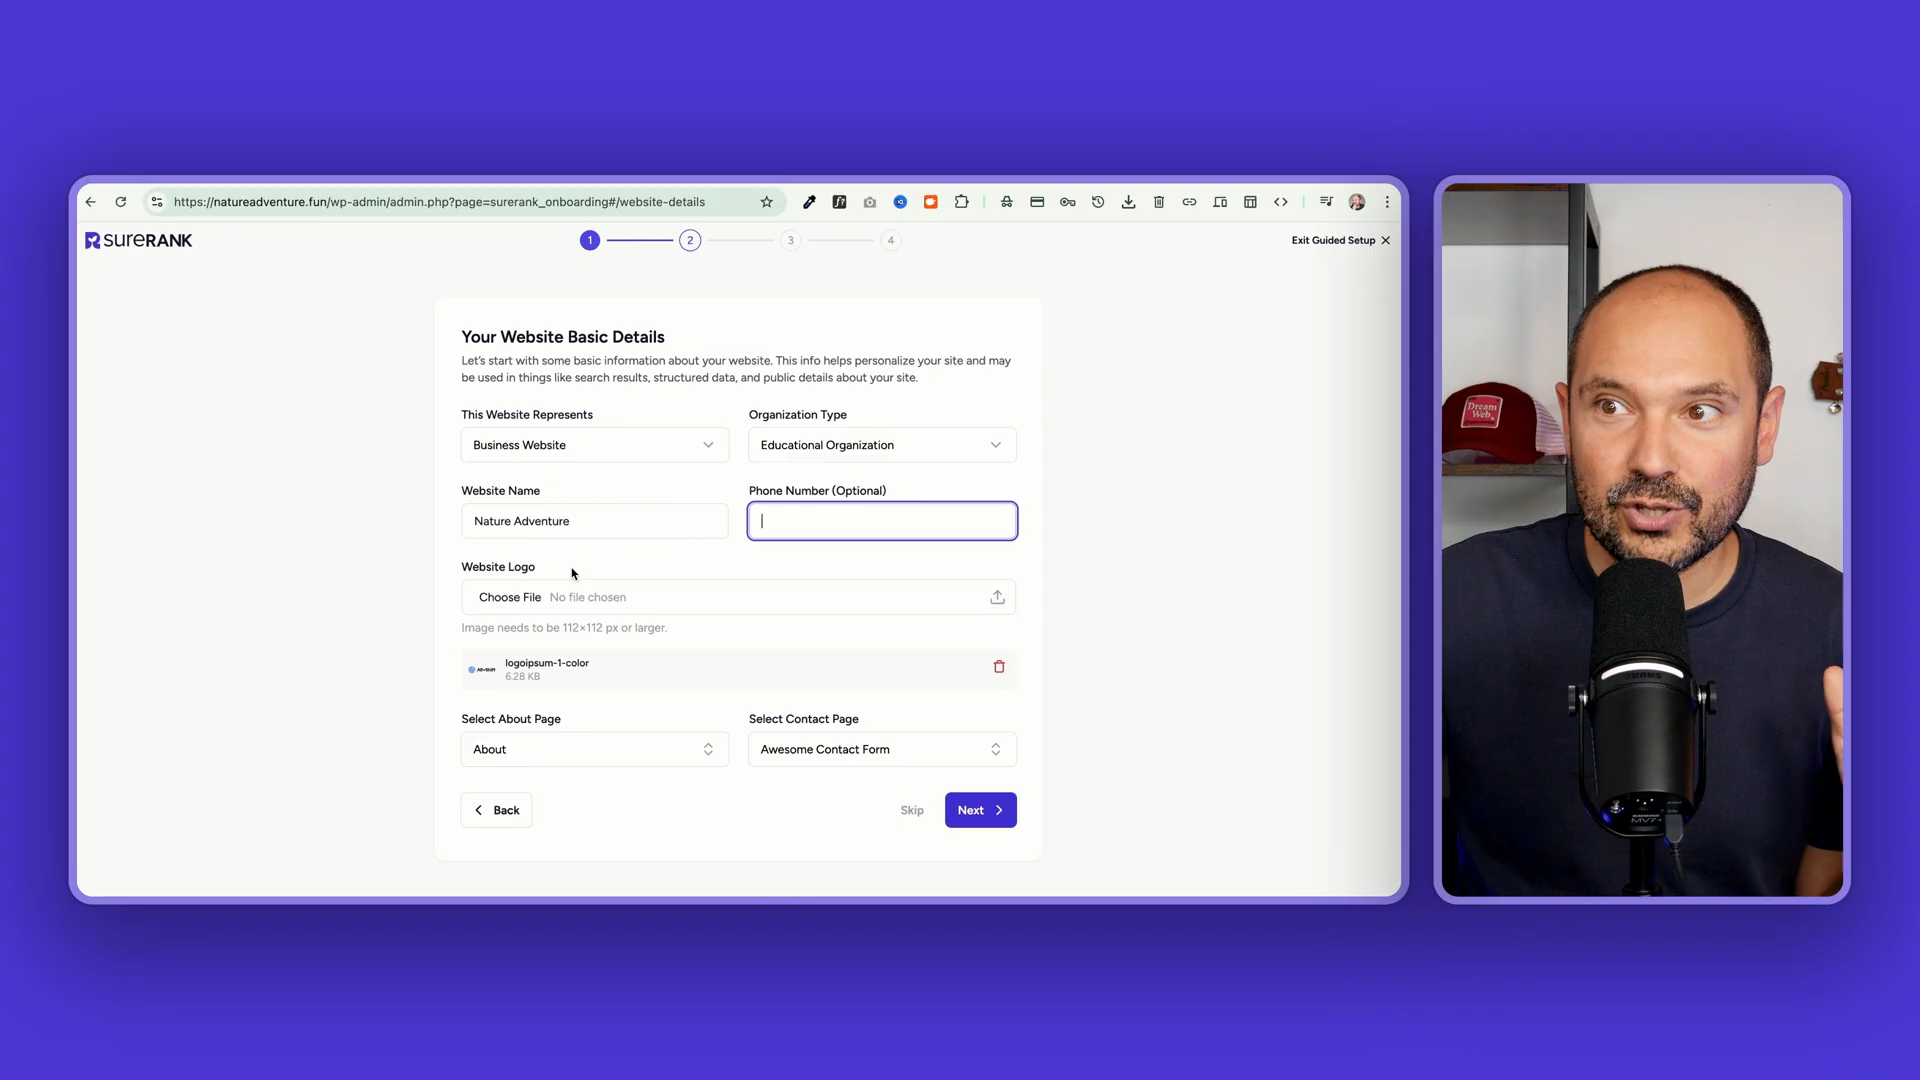 https://natureadventure.fun/wp-admin/admin.php?page=surerank_onboarding#/website-details
f?
sureRANK
1
2
3
4
Exit Guided Setup
Your Website Basic Details
Let's start with some basic information about your website. This info helps personalize your site and may
be used in things like search results, structured data, and public details about your site.
This Website Represents
Organization Type
Business Website
Educational Organization
Website Name
Phone Number (Optional)
Nature Adventure
Website Logo
Choose File No file chosen
Image needs to be 112×112 px or larger.
logoipsum-1-color
6.28 KB
Select About Page
Select Contact Page
About
Awesome Contact Form
Back
Skip
Next
Dream
Web
MV7+